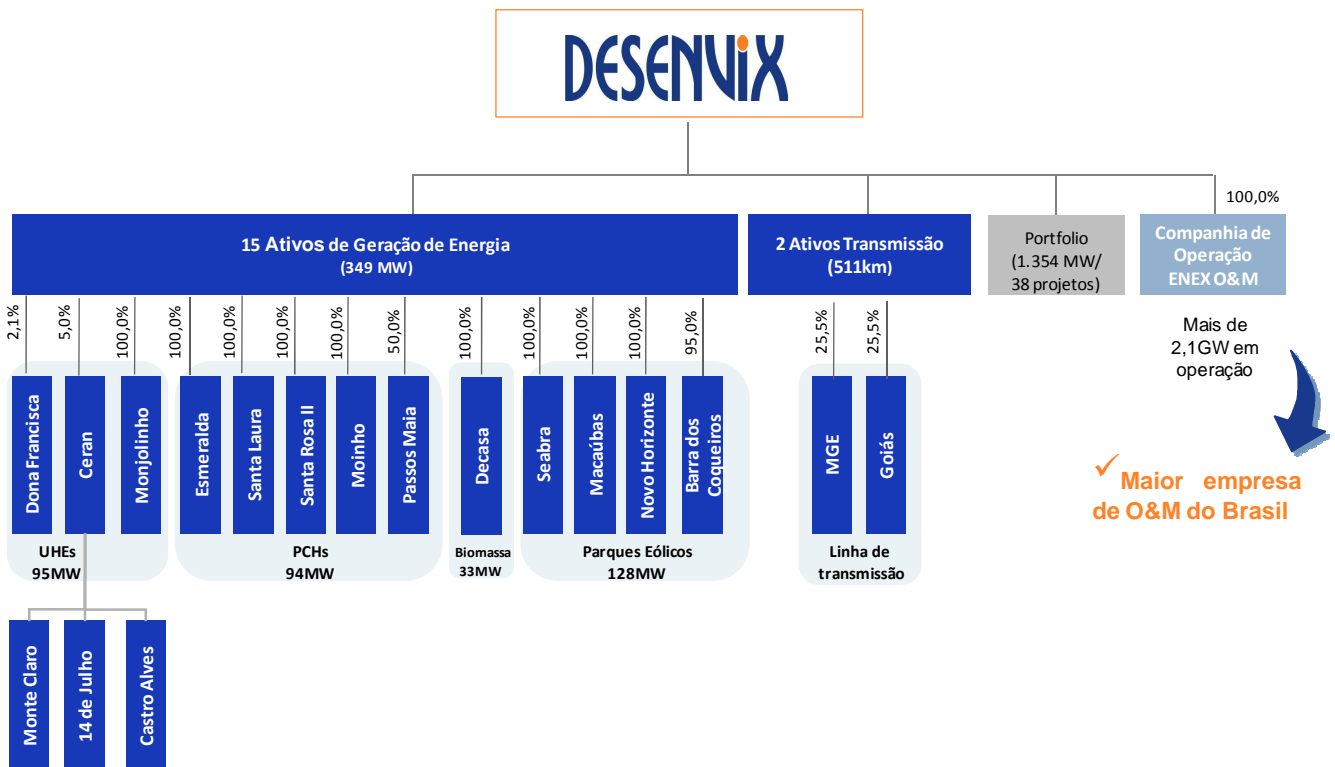 DESENVIX
100,0%
15 Ativos de Geração de Energia
(349 MW)
2 Ativos Transmissão
(511km)
Portfolio
(1.354 MW/
38 projetos)
Companhia de
Operação
ENEX O&M
2,1%
5,0%
100,0%
100,0%
100,0%
100,0%
100,0%
50,0%
100,0%
100,0%
100,0%
100,0%
95,0%
25,5%
25,5%
Mais de
2,1GW em
operação
Dona Francisca
Ceran
Monjolinho
Esmeralda
Santa Laura
Santa Rosa II
Moinho
Passos Maia
Decasa
Seabra
Macaúbas
Novo Horizonte
Barra dos
Coqueiros
MGE
Goiás
✓Maior empresa
de O&M do Brasil
UHEs
95MW
PCHs
94MW
Biomassa
33MW
Parques Eólicos
128MW
Linha de
transmissão
Monte Claro
14 de Julho
Castro Alves